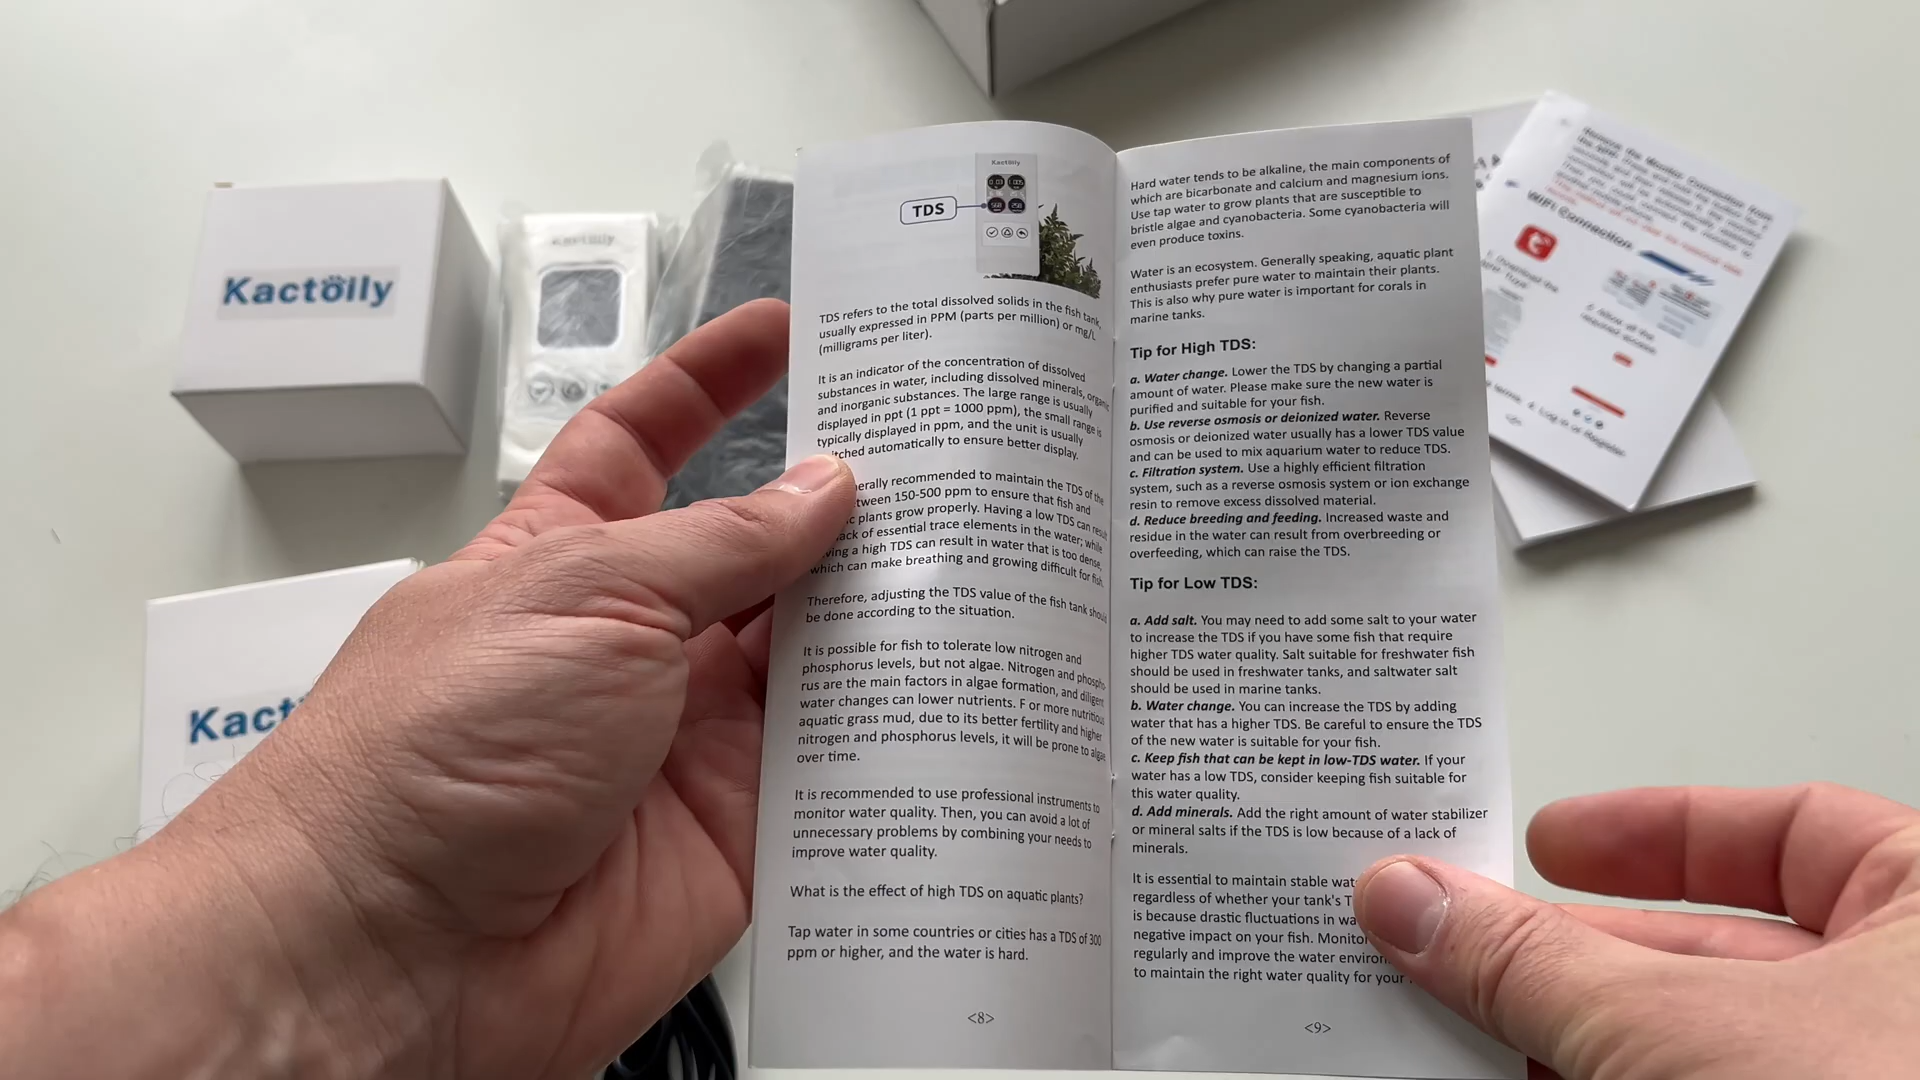 Kactoily
Kactoily
TDS
TDS refers to the total dissolved solids in the fish tank,
usually expressed in PPM (parts per million) or mg/L
(milligrams per liter).
It is an indicator of the concentration of dissolved
substances in water, including dissolved minerals, organic
and inorganic substances. The large range is usually
displayed in ppt (1 ppt = 1000 ppm), the small range is
typically displayed in ppm, and the unit is usually
tched automatically to ensure better display.
erally recommended to maintain the TDS of the
tween 150-500 ppm to ensure that fish and
c plants grow properly. Having a low TDS can result
ack of essential trace elements in the water; while
ving a high TDS can result in water that is too dense,
which can make breathing and growing difficult for fish.
Therefore, adjusting the TDS value of the fish tank should
be done according to the situation.
It is possible for fish to tolerate low nitrogen and
phosphorus levels, but not algae. Nitrogen and phospho-
rus are the main factors in algae formation, and diligent
water changes can lower nutrients. F or more nutritious
aquatic grass mud, due to its better fertility and higher
nitrogen and phosphorus levels, it will be prone to algae
over time.
It is recommended to use professional instruments to
monitor water quality. Then, you can avoid a lot of
unnecessary problems by combining your needs to
improve water quality.
What is the effect of high TDS on aquatic plants?
Tap water in some countries or cities has a TDS of 300
ppm or higher, and the water is hard.
<8>
Hard water tends to be alkaline, the main components of
which are bicarbonate and calcium and magnesium ions.
Use tap water to grow plants that are susceptible to
bristle algae and cyanobacteria. Some cyanobacteria will
even produce toxins.
Water is an ecosystem. Generally speaking, aquatic plant
enthusiasts prefer pure water to maintain their plants.
This is also why pure water is important for corals in
marine tanks.
Tip for High TDS:
a. Water change. Lower the TDS by changing a partial
amount of water. Please make sure the new water is
purified and suitable for your fish.
b. Use reverse osmosis or deionized water. Reverse
osmosis or deionized water usually has a lower TDS value
and can be used to mix aquarium water to reduce TDS.
c. Filtration system. Use a highly efficient filtration
system, such as a reverse osmosis system or ion exchange
resin to remove excess dissolved material.
d. Reduce breeding and feeding. Increased waste and
residue in the water can result from overbreeding or
overfeeding, which can raise the TDS.
Tip for Low TDS:
a. Add salt. You may need to add some salt to your water
to increase the TDS if you have some fish that require
higher TDS water quality. Salt suitable for freshwater fish
should be used in freshwater tanks, and saltwater salt
should be used in marine tanks.
b. Water change. You can increase the TDS by adding
water that has a higher TDS. Be careful to ensure the TDS
of the new water is suitable for your fish.
c. Keep fish that can be kept in low-TDS water. If your
water has a low TDS, consider keeping fish suitable for
this water quality.
d. Add minerals. Add the right amount of water stabilizer
or mineral salts if the TDS is low because of a lack of
minerals.
It is essential to maintain stable wat
regardless of whether your tank's T
is because drastic fluctuations in wa
negative impact on your fish. Monitor
regularly and improve the water environ
to maintain the right water quality for your
<9>
WiFi Connection
Kact